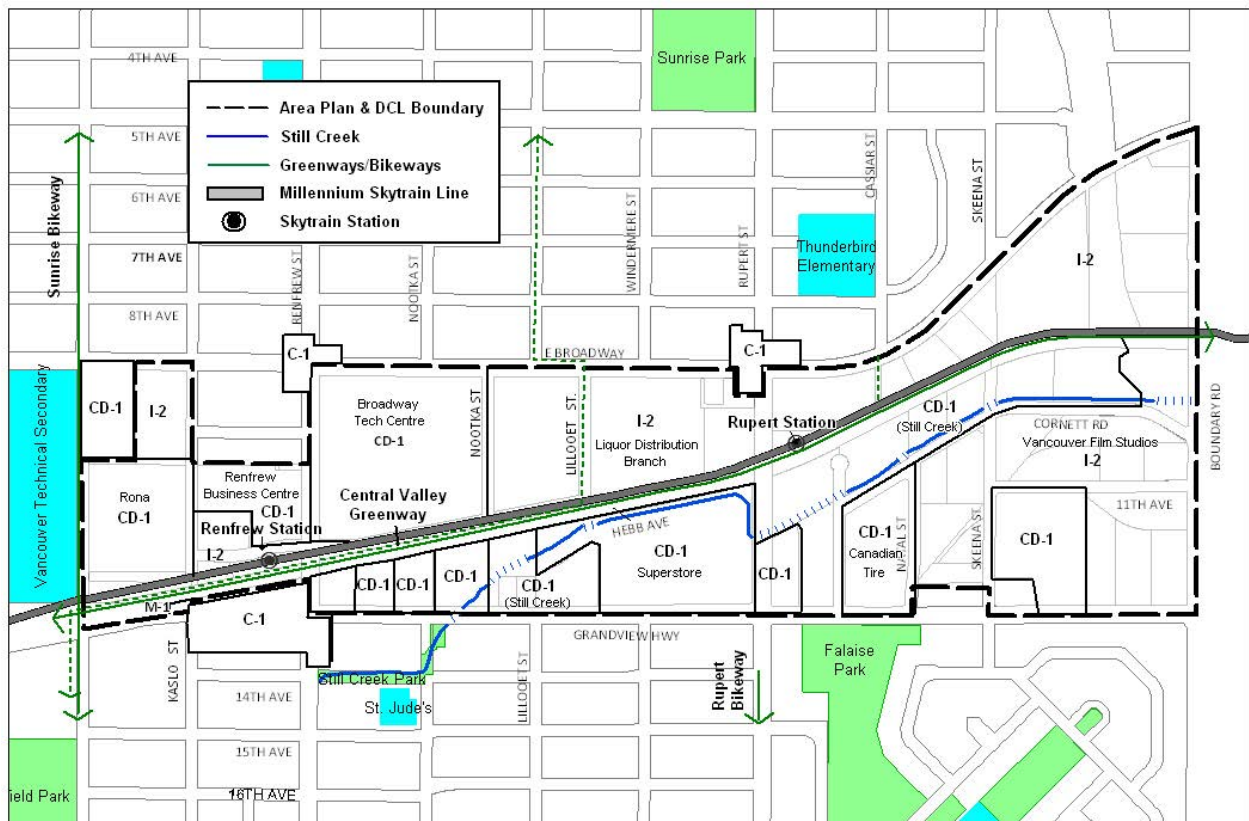 4TH AVE
Sunrise Park
Area Plan & DCL Boundary
Still Creek
Greenways/Bikeways
Millennium Skytrain Line
Skytrain Station
5TH AVE
6TH AVE
7TH AVE
8TH AVE
Sunrise Bikeway
RENFREW ST
NOOTKA ST
WINDERMERE ST
RUPERT ST
CASSIAR ST
SKEENA ST
Thunderbird
Elementary
I-2
C-1
E BROADWAY
C-1
Vancouver Technical Secondary
CD-1
I-2
Broadway
Tech Centre
CD-1
NOOTKA ST
LILLOOET ST.
I-2
Liquor Distribution
Branch
Rupert Station
CD-1
(Still Creek)
CORNETT RD
Vancouver Film Studios
I-2
BOUNDARY RD
Rona
CD-1
Renfrew
Business Centre
CD-1
Renfrew Station
I-2
Central Valley
Greenway
HEBB AVE
11TH AVE
CD-1
CD-1
CD-1
CD-1
(Still Creek)
CD-1
Superstore
CD-1
CD-1
Canadian
Tire
SKEENA ST
CD-1
M-1
C-1
GRANDVIEW HWY
KASLO ST
Still Creek Park
St. Jude's
LILLOOET ST
Rupert
Bikeway
Falaise
Park
14TH AVE
15TH AVE
16TH AVE
ield Park